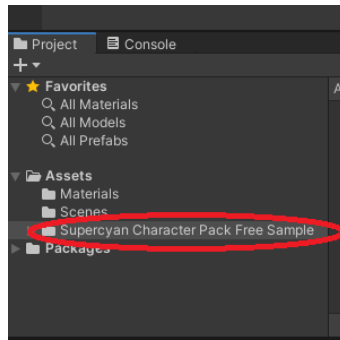 Project Console
Favorites
All Materials
All Models
All Prefabs
Assets
Materials
Scenes
Supercyan Character Pack Free Sample
Packages